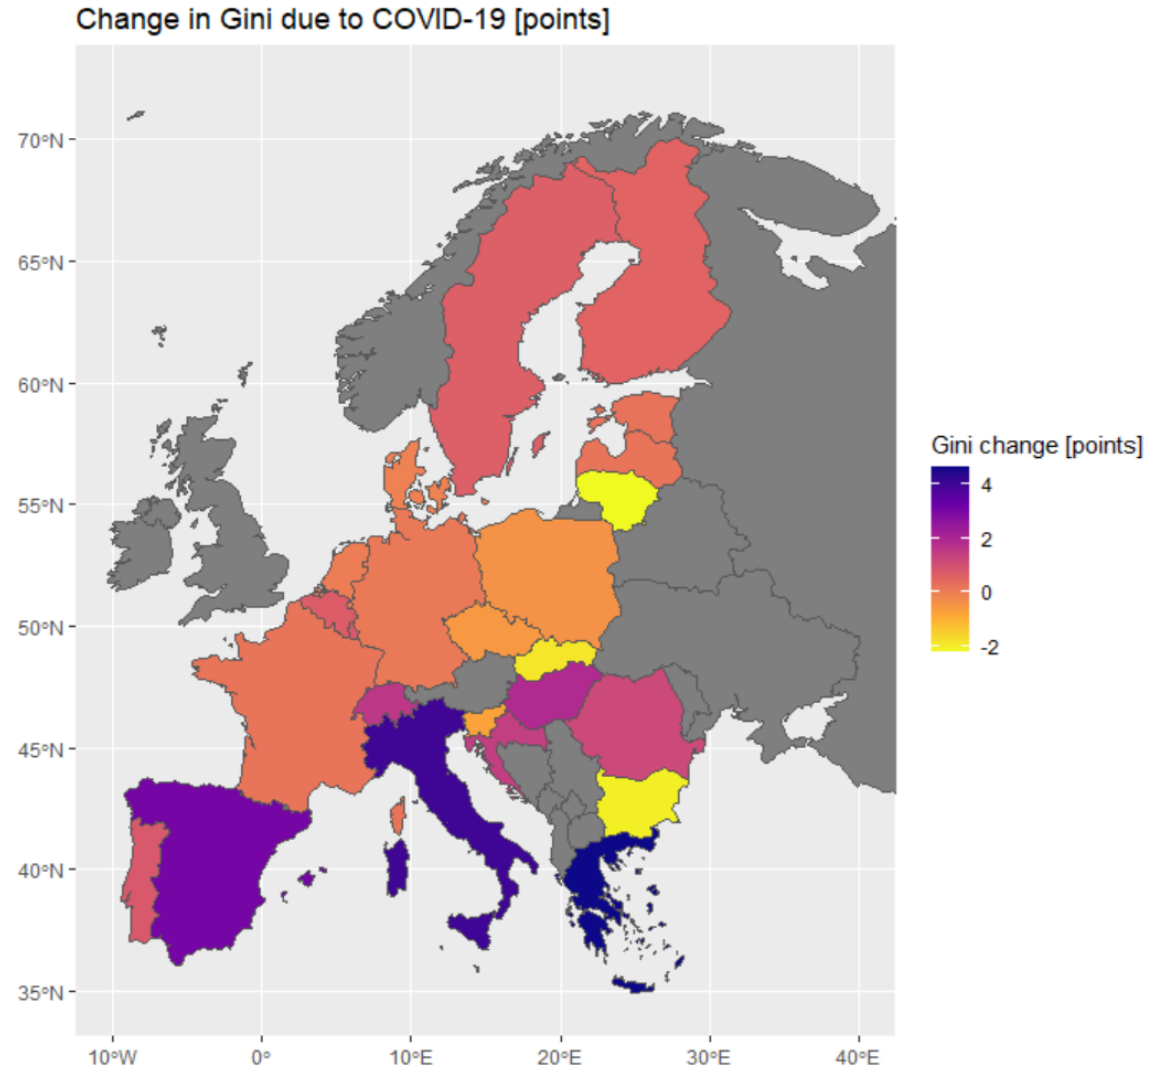 Change in Gini due to COVID-19 [points]
70°N
65°N
60°N
55°N
50°N
45°N
40°N
35°N
10°W 0° 10°E 20°E 30°E 40°E
Gini change [points]
4
2
0
-2